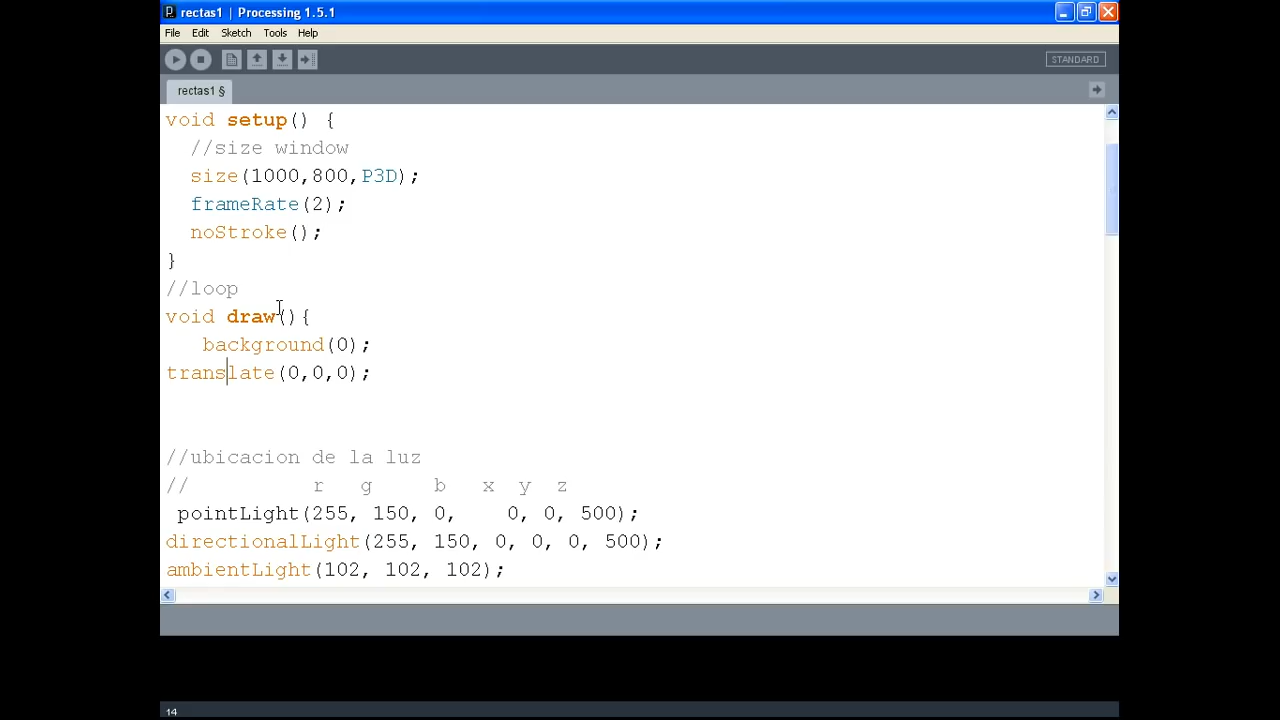 rectas1 | Processing 1.5.1
File Edit Sketch Tools Help
STANDARD
rectas1 §
void setup() {
//size window
size(1000,800,P3D);
frameRate(2);
noStroke();
}
//loop
void draw(){
background(0);
translate(0,0,0);
//ubicacion de la luz
// r g b x y z
pointLight(255, 150, 0, 0, 0, 500);
directionalLight(255, 150, 0, 0, 0, 500);
ambientLight(102, 102, 102);
14